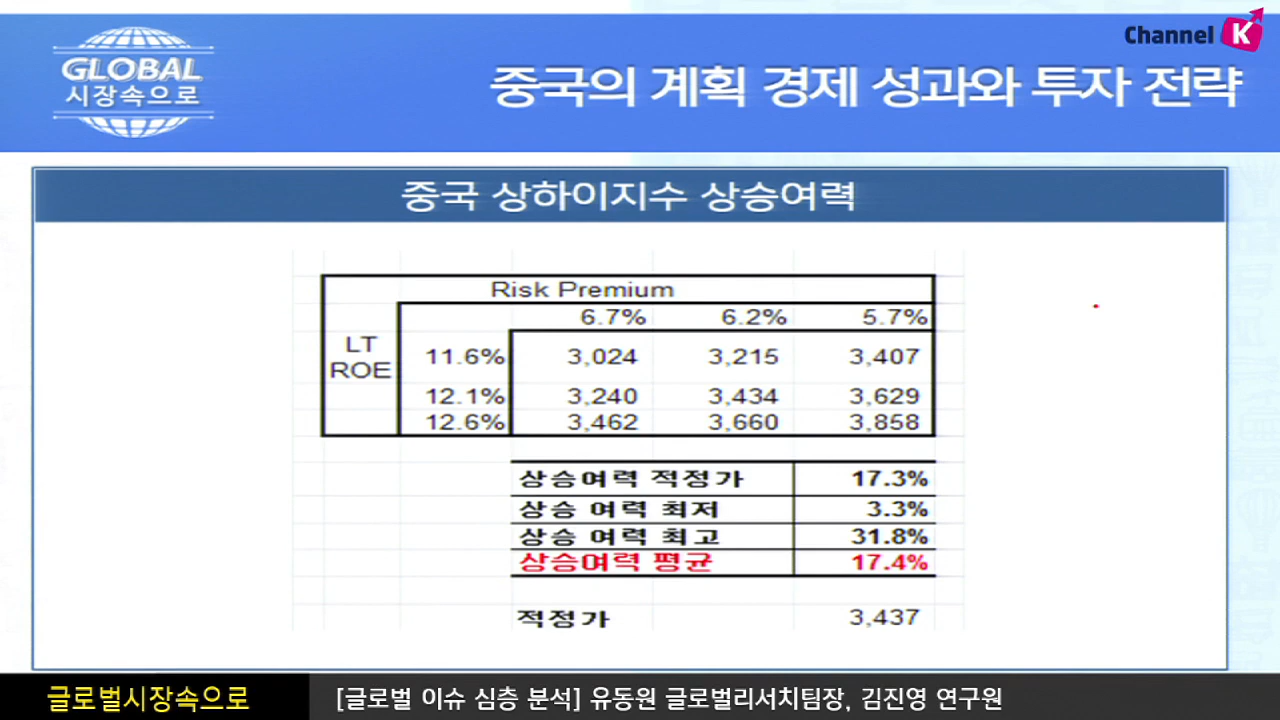 Channel K
GLOBAL
시장속으로
중국의 계획 경제 성과와 투자 전략
중국 상하이지수 상승여력
Risk Premium
6.7% 6.2% 5.7%
LT
ROE
11.6% 3,024 3,215 3,407
12.1% 3,240 3,434 3,629
12.6% 3,462 3,660 3,858
상승여력 적정가 17.3%
상승 여력 최저 3.3%
상승 여력 최고 31.8%
상승여력 평균 17.4%
적정가 3,437
글로벌시장속으로
[글로벌 이슈 심층 분석] 유동원 글로벌리서치팀장, 김진영 연구원